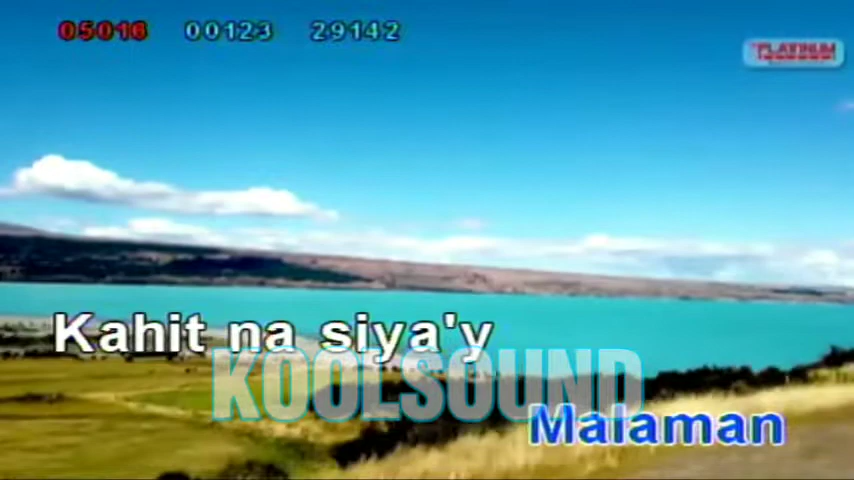 05016 00123 29142
PLATINUM
Kahit na siya'y
KOOLSOUND
Malaman